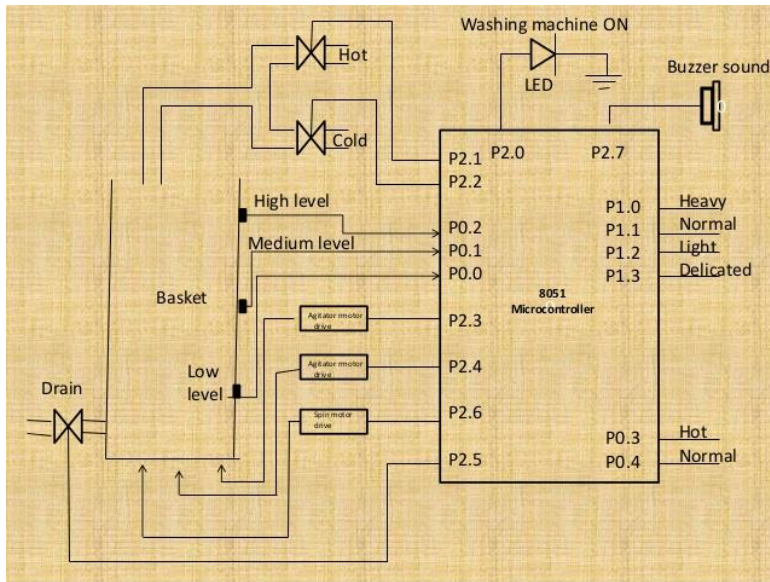 Washing machine ON
LED
Buzzer sound
Hot
Cold
P2.0
P2.7
P2.1
P2.2
High level
P0.2
Medium level
P0.1
P0.0
P1.0
Heavy
P1.1
Normal
P1.2
Light
P1.3
Delicated
Basket
8051
Microcontroller
Agitator motor
drive
P2.3
Low
level
Agitator motor
drive
P2.4
Drain
Spin motor
drive
P2.6
P2.5
P0.3
Hot
P0.4
Normal